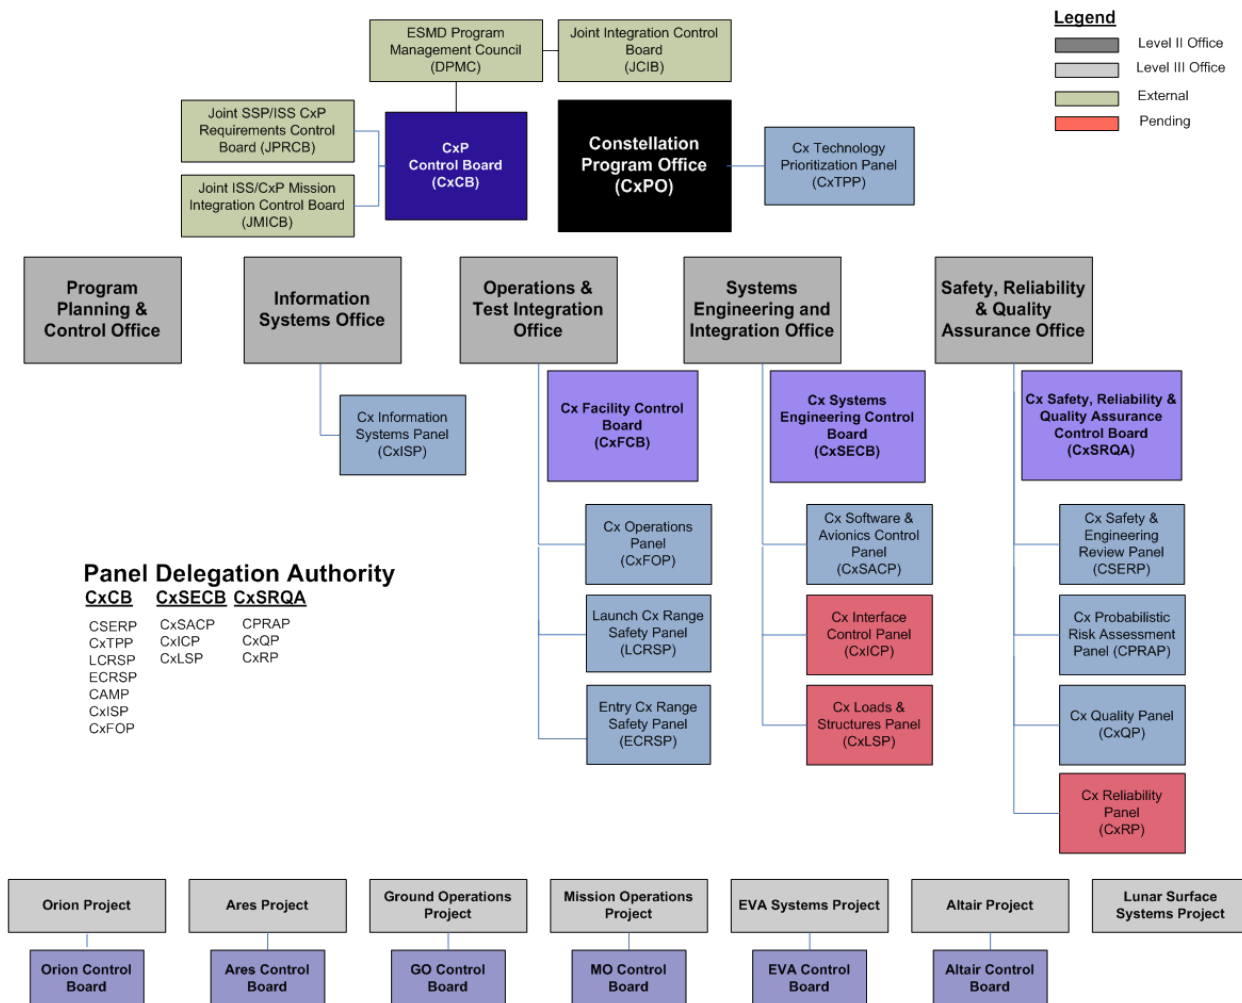 Legend
Level II Office
Level III Office
External
Pending
ESMD Program
Management Council
(DPMC)
Joint Integration Control
Board
(JCIB)
Joint SSP/ISS CxP
Requirements Control
Board (JPRCB)
Joint ISS/CxP Mission
Integration Control Board
(JMICB)
CxP
Control Board
(CxCB)
Constellation
Program Office
(CxPO)
Cx Technology
Prioritization Panel
(CxTPP)
Program
Planning &
Control Office
Information
Systems Office
Operations &
Test Integration
Office
Systems
Engineering and
Integration Office
Safety, Reliability
& Quality
Assurance Office
Cx Information
Systems Panel
(CxISP)
Cx Facility Control
Board
(CxFCB)
Cx Systems
Engineering Control
Board
(CxSECB)
Cx Safety, Reliability &
Quality Assurance
Control Board
(CxSRQA)
Cx Operations
Panel
(CxFOP)
Cx Software &
Avionics Control
Panel
(CxSACP)
Cx Safety &
Engineering
Review Panel
(CSERP)
Launch Cx Range
Safety Panel
(LCRSP)
Cx Interface
Control Panel
(CxICP)
Cx Probabilistic
Risk Assessment
Panel (CPRAP)
Entry Cx Range
Safety Panel
(ECRSP)
Cx Loads &
Structures Panel
(CxLSP)
Cx Quality Panel
(CxQP)
Cx Reliability
Panel
(CxRP)
Panel Delegation Authority
CxCB
CSERP
CxTPP
LCRSP
ECRSP
CAMP
CxISP
CxFOP
CxSECB
CxSACP
CxICP
CxLSP
CxSRQA
CPRAP
CxQP
CxRP
Orion Project
Ares Project
Ground Operations
Project
Mission Operations
Project
EVA Systems Project
Altair Project
Lunar Surface
Systems Project
Orion Control
Board
Ares Control
Board
GO Control
Board
MO Control
Board
EVA Control
Board
Altair Control
Board